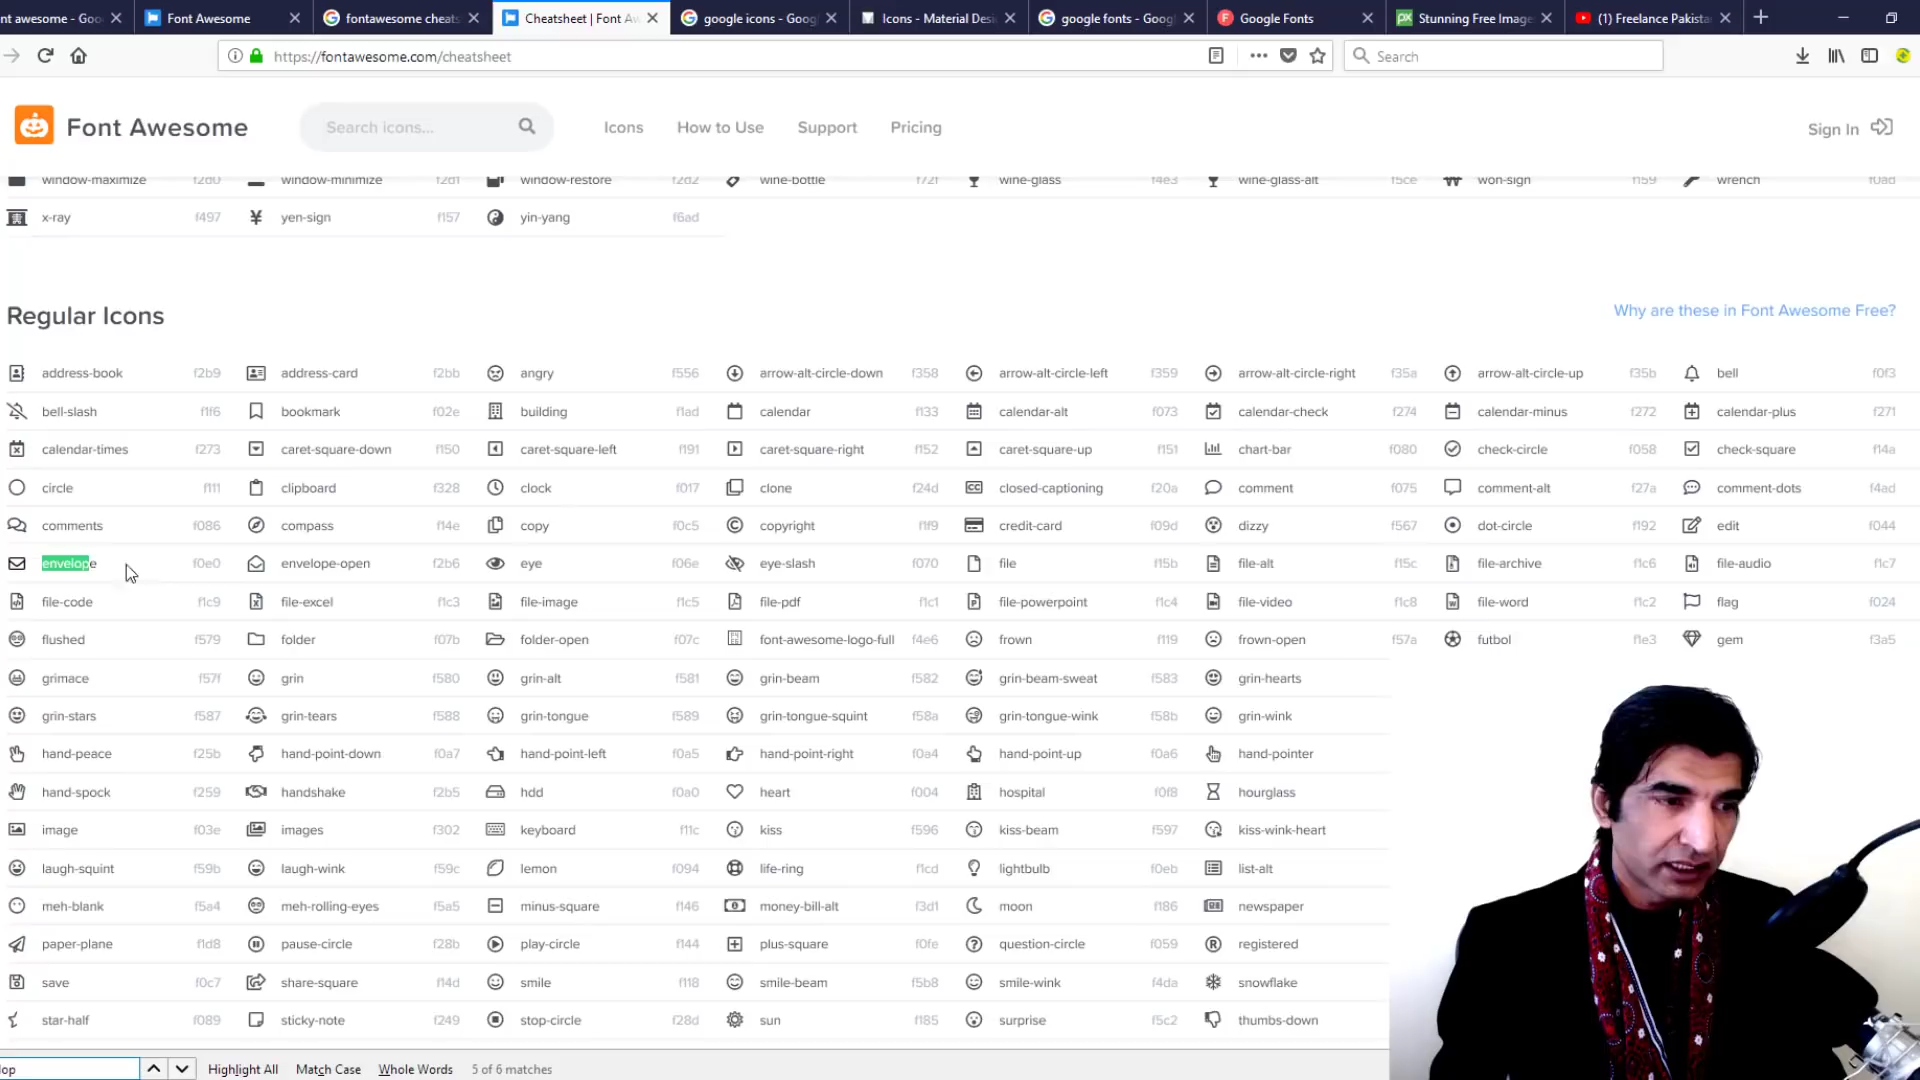 nt awesome - Goo
Font Awesome
fontawesome cheats
Cheatsheet | Font Aw
google icons - Goog
Icons - Material Desi
google fonts - Goog
Google Fonts
Stunning Free Image
(1) Freelance Pakista
https://fontawesome.com/cheatsheet
Search
Font Awesome
Search icons...
Icons
How to Use
Support
Pricing
Sign In
window-maximize f2d0 window-minimize f2d1 window-restore f2d2 wine-bottle f72f wine-glass f4e3 wine-glass-alt f5ce won-sign f159 wrench f0ad
x-ray f497 yen-sign f157 yin-yang f6ad
Regular Icons
Why are these in Font Awesome Free?
address-book f2b9 address-card f2bb angry f556 arrow-alt-circle-down f358 arrow-alt-circle-left f359 arrow-alt-circle-right f35a arrow-alt-circle-up f35b bell f0f3
bell-slash f1f6 bookmark f02e building f1ad calendar f133 calendar-alt f073 calendar-check f274 calendar-minus f272 calendar-plus f271
calendar-times f273 caret-square-down f150 caret-square-left f191 caret-square-right f152 caret-square-up f151 chart-bar f080 check-circle f058 check-square f14a
circle f111 clipboard f328 clock f017 clone f24d closed-captioning f20a comment f075 comment-alt f27a comment-dots f4ad
comments f086 compass f14e copy f0c5 copyright f1f9 credit-card f09d dizzy f567 dot-circle f192 edit f044
envelope f0e0 envelope-open f2b6 eye f06e eye-slash f070 file f15b file-alt f15c file-archive f1c6 file-audio f1c7
file-code f1c9 file-excel f1c3 file-image f1c5 file-pdf f1c1 file-powerpoint f1c4 file-video f1c8 file-word f1c2 flag f024
flushed f579 folder f07b folder-open f07c font-awesome-logo-full f4e6 frown f119 frown-open f57a futbol f1e3 gem f3a5
grimace f57f grin f580 grin-alt f581 grin-beam f582 grin-beam-sweat f583 grin-hearts
grin-stars f587 grin-tears f588 grin-tongue f589 grin-tongue-squint f58a grin-tongue-wink f58b grin-wink
hand-peace f25b hand-point-down f0a7 hand-point-left f0a5 hand-point-right f0a4 hand-point-up f0a6 hand-pointer
hand-spock f259 handshake f2b5 hdd f0a0 heart f004 hospital f0f8 hourglass
image f03e images f302 keyboard f11c kiss f596 kiss-beam f597 kiss-wink-heart
laugh-squint f59b laugh-wink f59c lemon f094 life-ring f1cd lightbulb f0eb list-alt
meh-blank f5a4 meh-rolling-eyes f5a5 minus-square f146 money-bill-alt f3d1 moon f186 newspaper
paper-plane f1d8 pause-circle f28b play-circle f144 plus-square f0fe question-circle f059 registered
save f0c7 share-square f14d smile f118 smile-beam f5b8 smile-wink f4da snowflake
star-half f089 sticky-note f249 stop-circle f28d sun f185 surprise f5c2 thumbs-down
lop
Highlight All
Match Case
Whole Words
5 of 6 matches